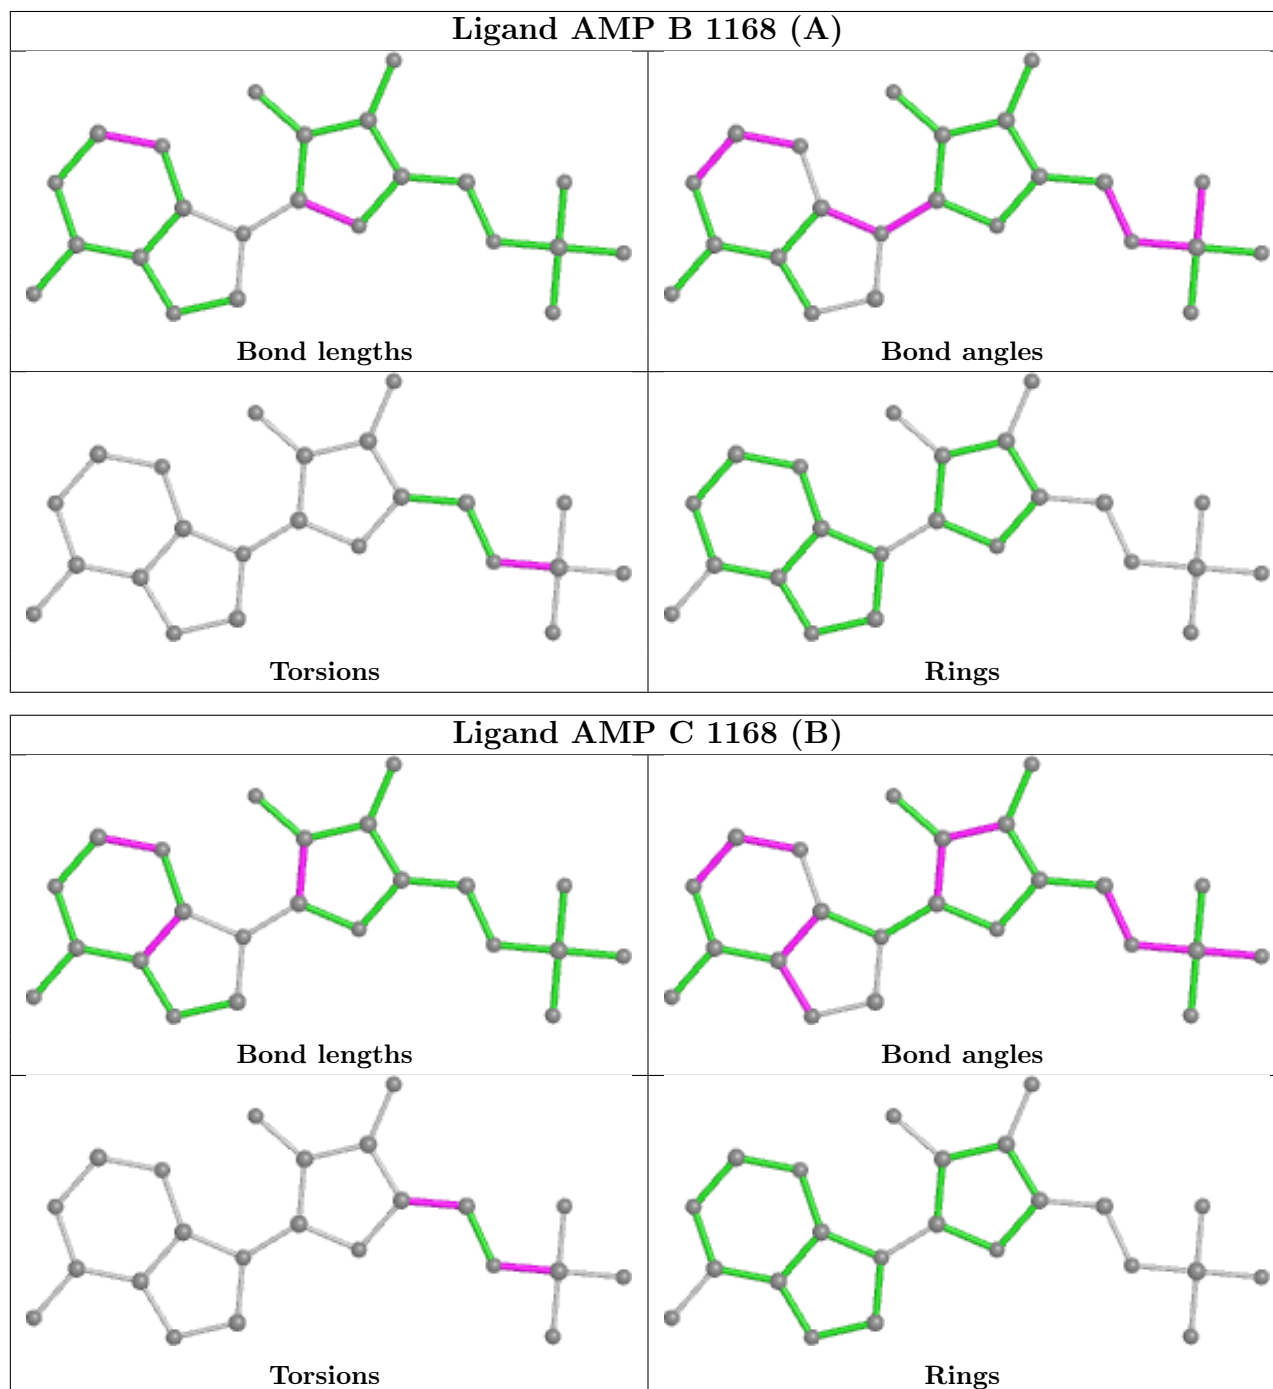 Ligand AMP B 1168 (A)
Bond lengths
Bond angles
Torsions
Rings
Ligand AMP C 1168 (B)
Bond lengths
Bond angles
Torsions
Rings